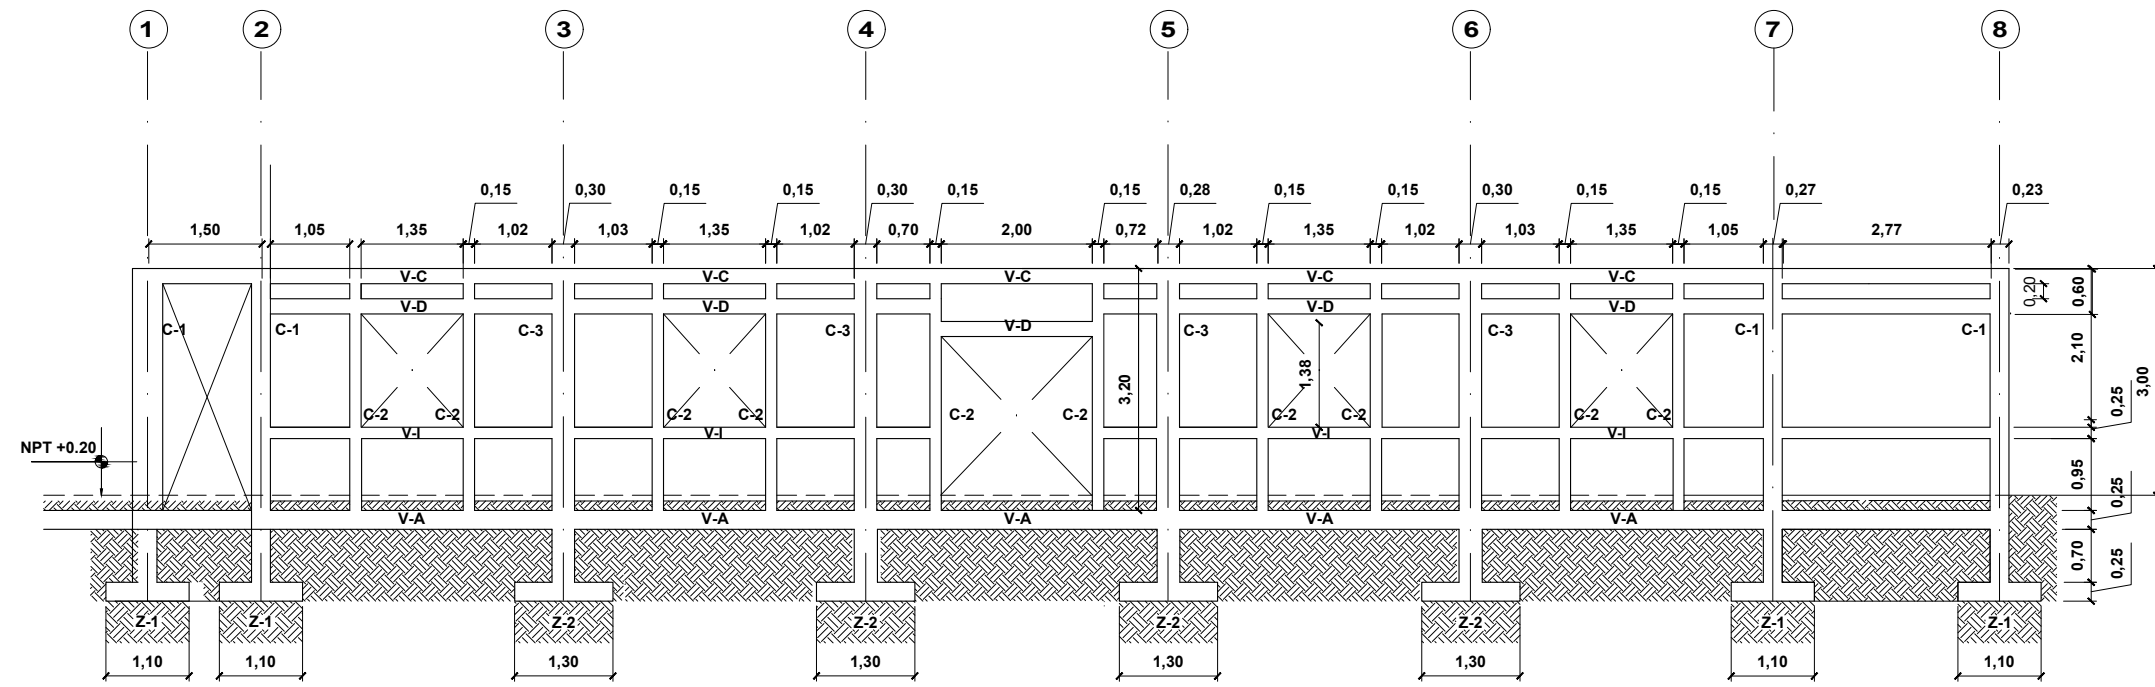 1 2 3 4 5 6 7 8
0,15 0,30 0,15 0,15 0,30 0,15 0,15 0,28 0,15 0,15 0,30 0,15 0,15 0,27 0,23
1,50 1,05 1,35 1,02 1,03 1,35 1,02 0,70 2,00 0,72 1,02 1,35 1,02 1,03 1,35 1,05 2,77
V-C V-C V-C V-C V-C
0,20 0,60
V-D V-D V-D V-D
V-D
C-1 C-1 C-3 C-3 C-3 C-3 C-1 C-1
2,10
1,38
3,00
3,20
0,25
C-2 C-2 C-2 C-2 C-2 C-2 C-2 C-2 C-2 C-2
V-I V-I V-I V-I
NPT +0.20
0,95
0,25
V-A V-A V-A V-A V-A
0,70
0,25
Z-1 Z-1 Z-2 Z-2 Z-2 Z-2 Z-1 Z-1
1,10 1,10 1,30 1,30 1,30 1,30 1,10 1,10